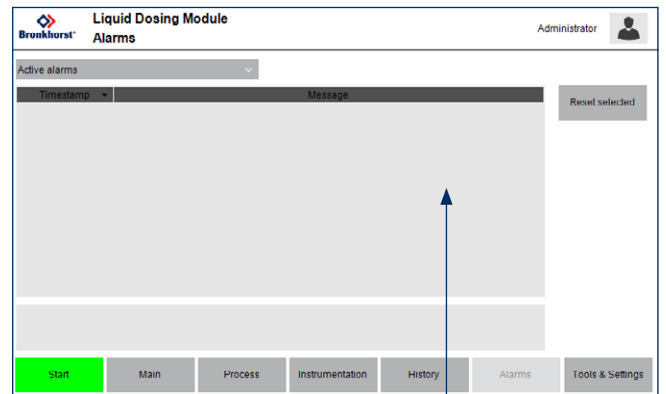 Liquid Dosing Module
Bronkhorst®
Alarms
Administrator
Active alarms
Timestamp Message
Reset selected
Start Main Process Instrumentation History Alarms Tools & Settings